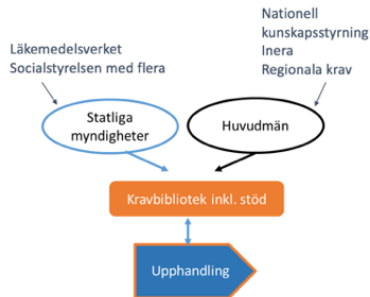 Läkemedelsverket
Socialstyrelsen med flera
Nationell
kunskapsstyrning
Inera
Regionala krav
Statliga
myndigheter
Huvudmän
Kravbibliotek inkl. stöd
Upphandling